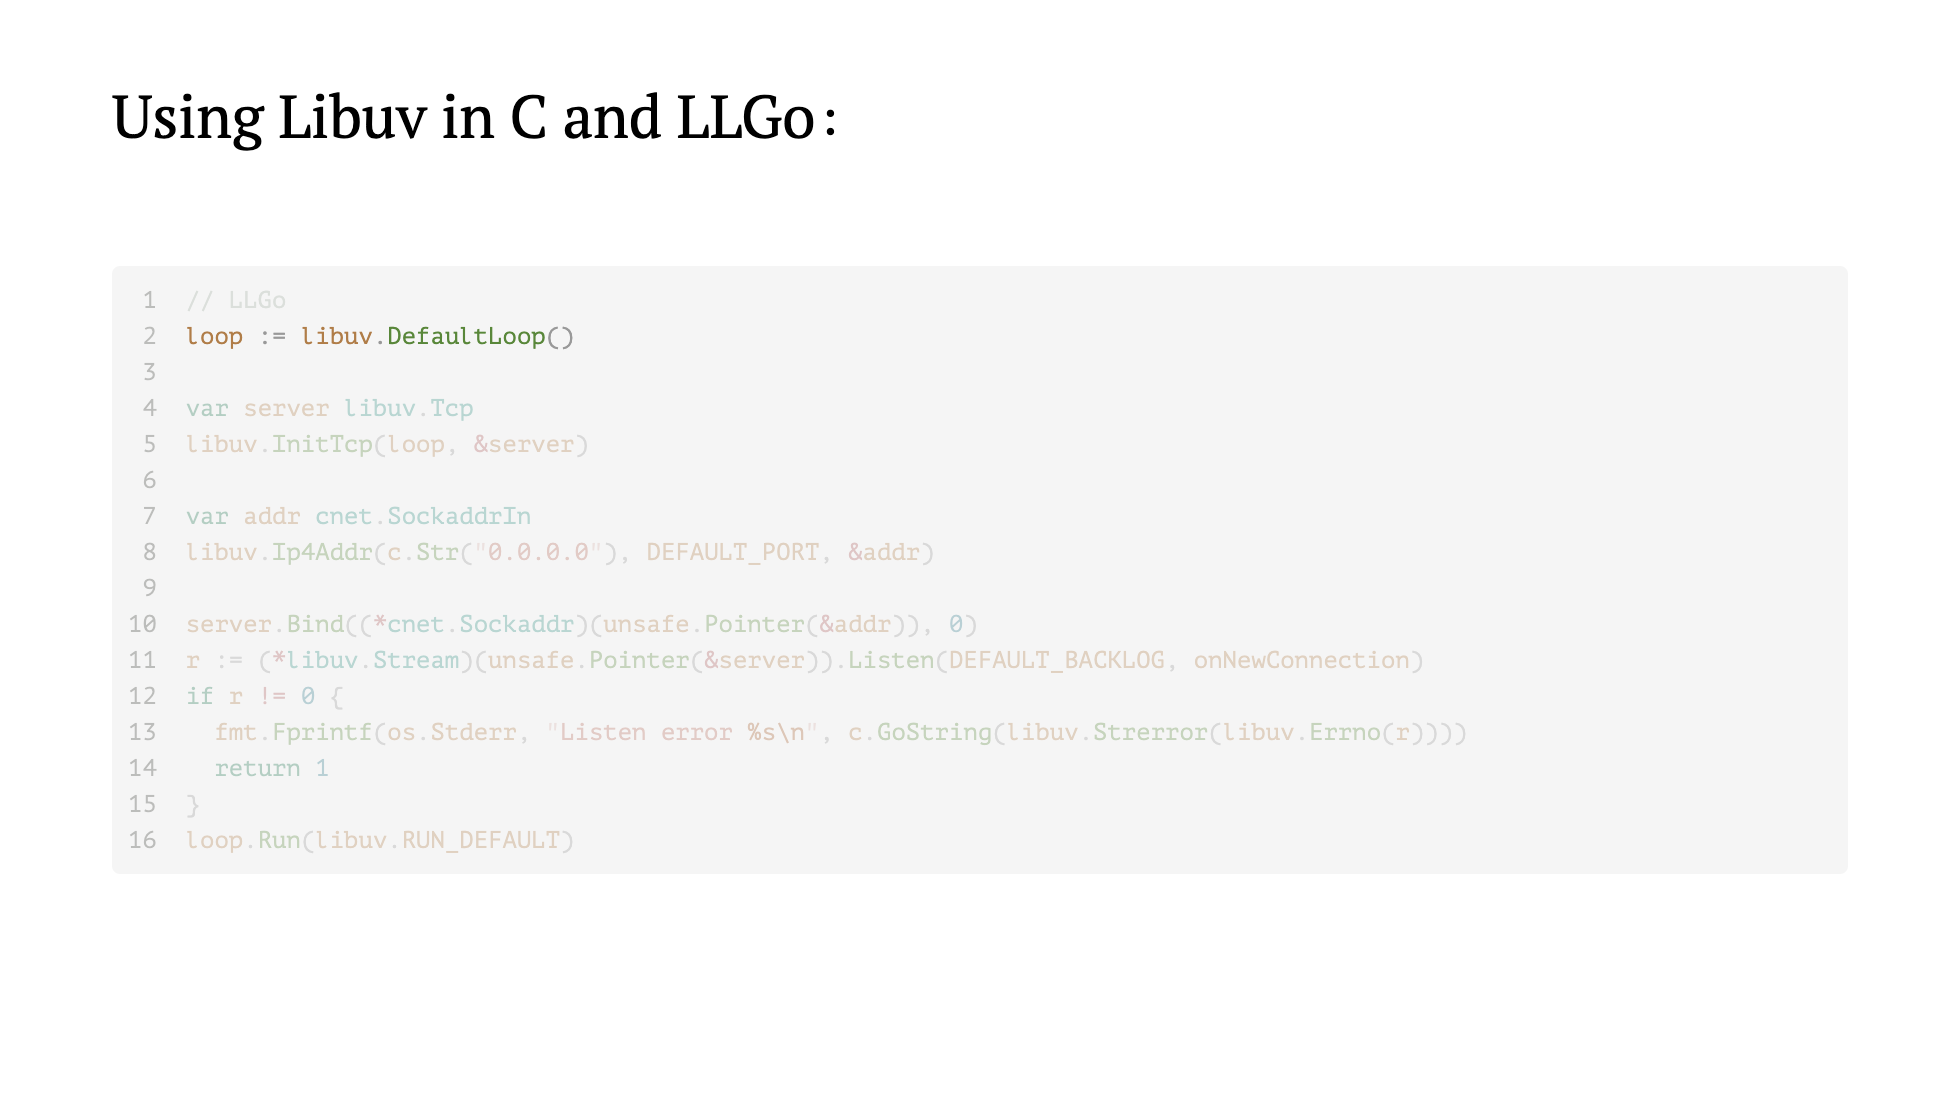 Using Libuv in C and LLGo:
1 // LLGo
2 loop := libuv.DefaultLoop()
3
4 var server libuv.Tcp
5 libuv.InitTcp(loop, &server)
6
7 var addr cnet.SockaddrIn
8 libuv.Ip4Addr(c.Str("0.0.0.0"), DEFAULT_PORT, &addr)
9
10 server.Bind((*cnet.Sockaddr)(unsafe.Pointer(&addr)), 0)
11 r := (*libuv.Stream)(unsafe.Pointer(&server)).Listen(DEFAULT_BACKLOG, onNewConnection)
12 if r != 0 {
13   fmt.Fprintf(os.Stderr, "Listen error %s\n", c.GoString(libuv.Strerror(libuv.Errno(r))))
14   return 1
15 }
16 loop.Run(libuv.RUN_DEFAULT)